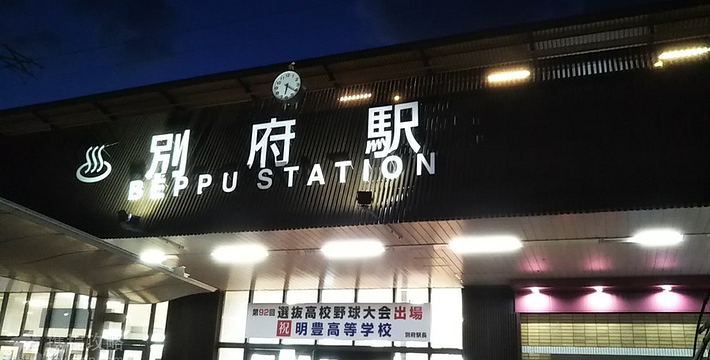 別府駅
BEPPU STATION
第92回 選抜高校野球大会出場
祝 明豊高等学校 別府駅長